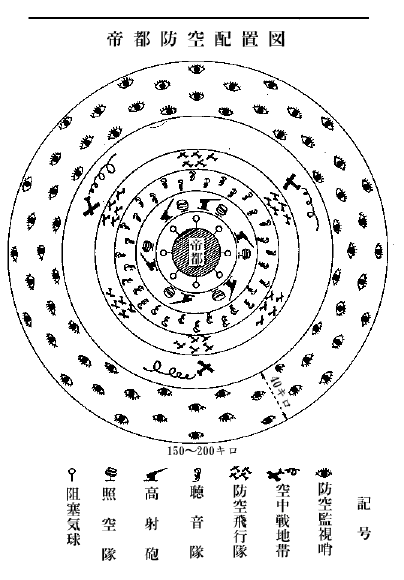 帝都防空配置図
帝都
40キロ
150〜200キロ
記号
防空監視哨
空中戦地帯
防空飛行隊
聴音隊
高射砲
照空隊
阻塞気球